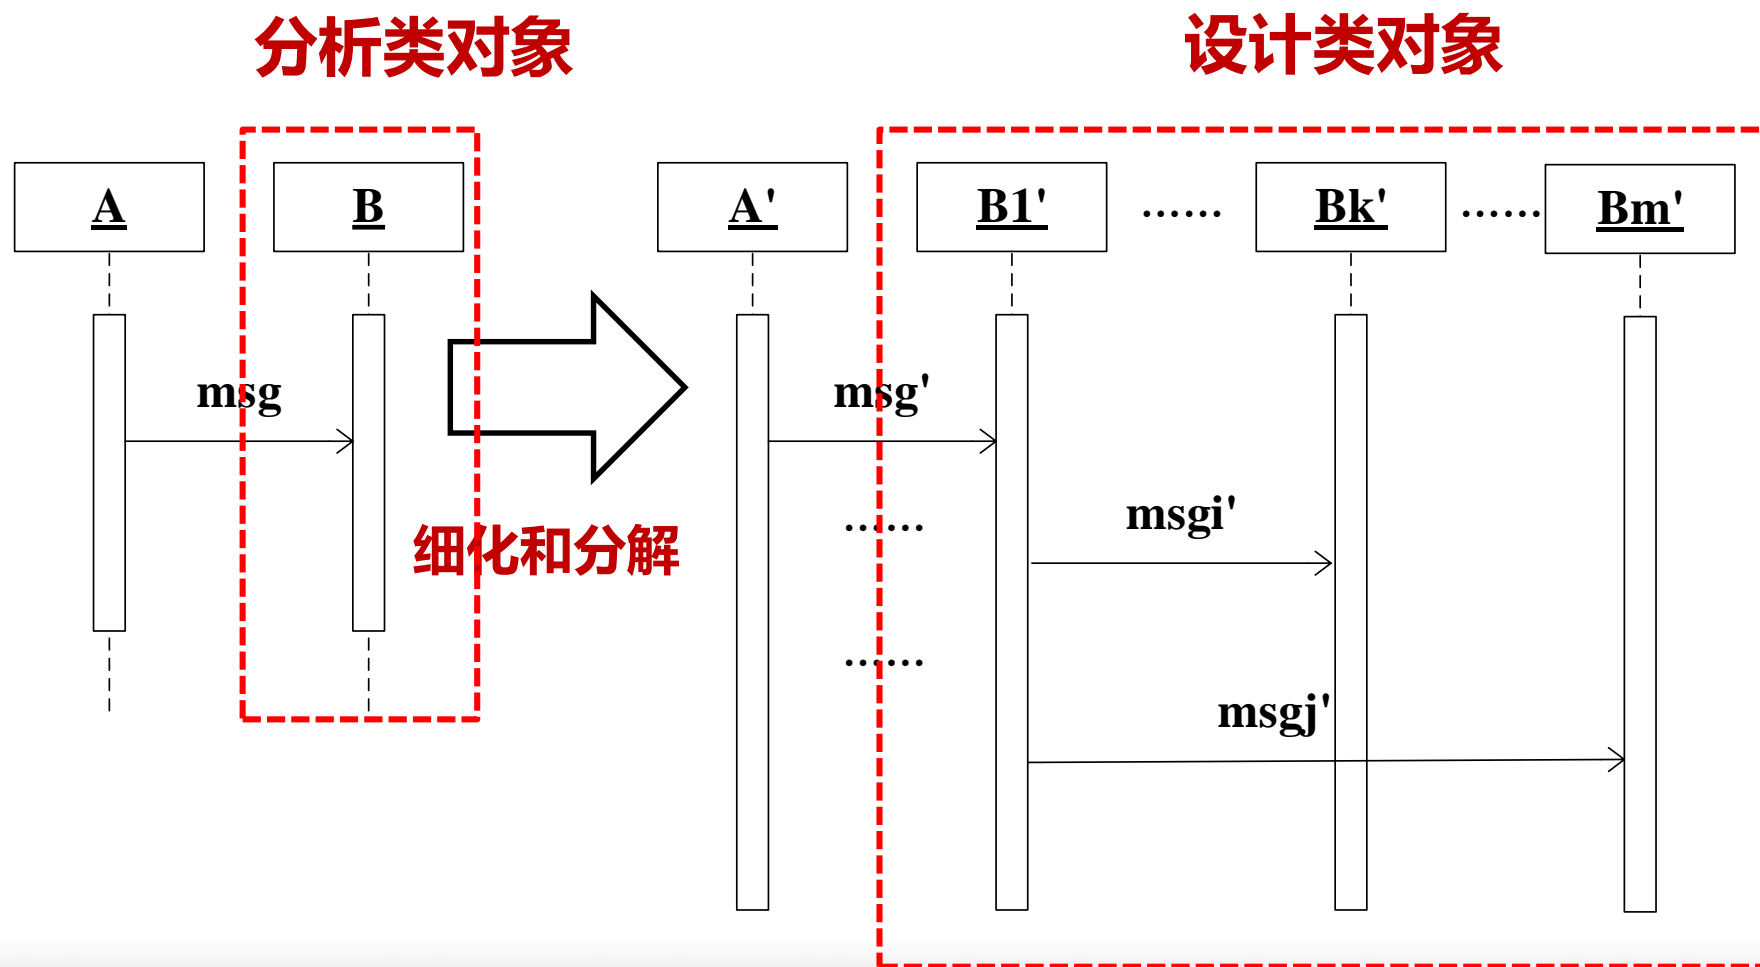 分析类对象
设计类对象
A
B
A'
B1'
......
Bk'
......
Bm'
msg
msg'
......
msgi'
细化和分解
......
msgj'